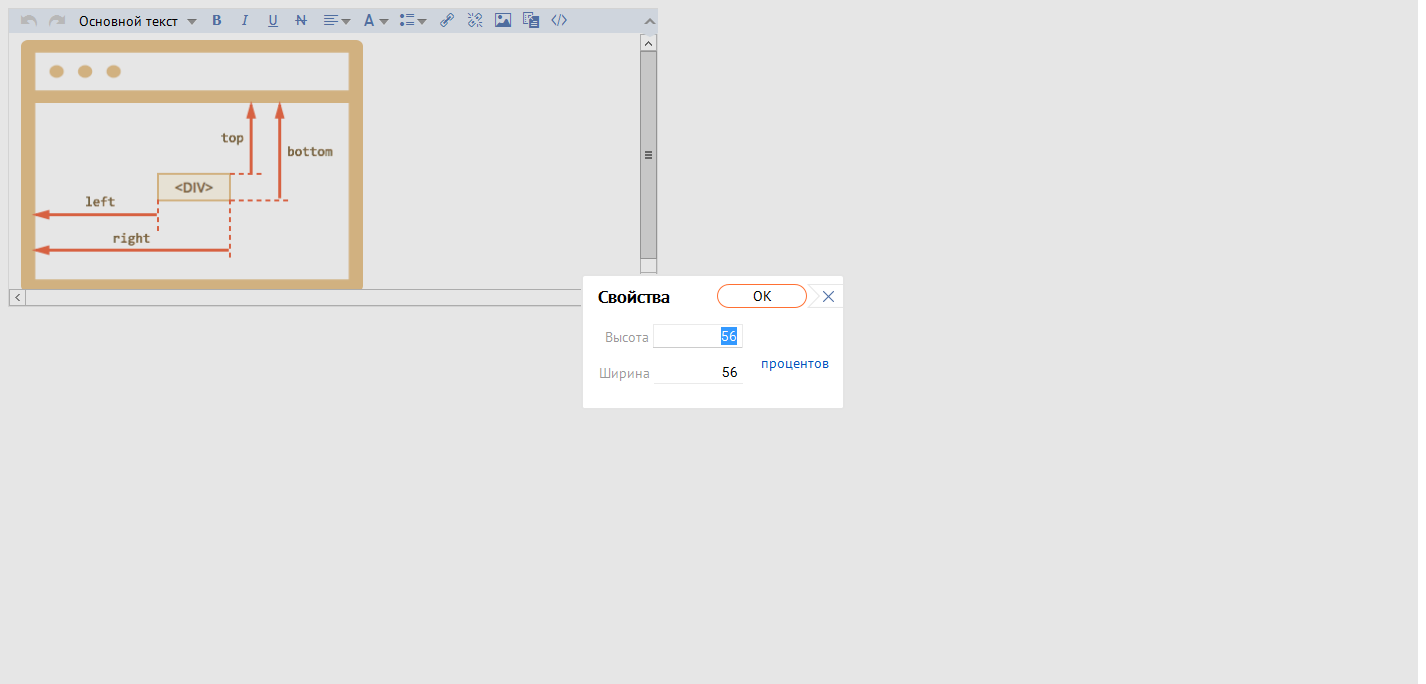 Основной текст B I U N A </>
top
bottom
<DIV>
left
right
Свойства OK
Высота 56
процентов
Ширина 56